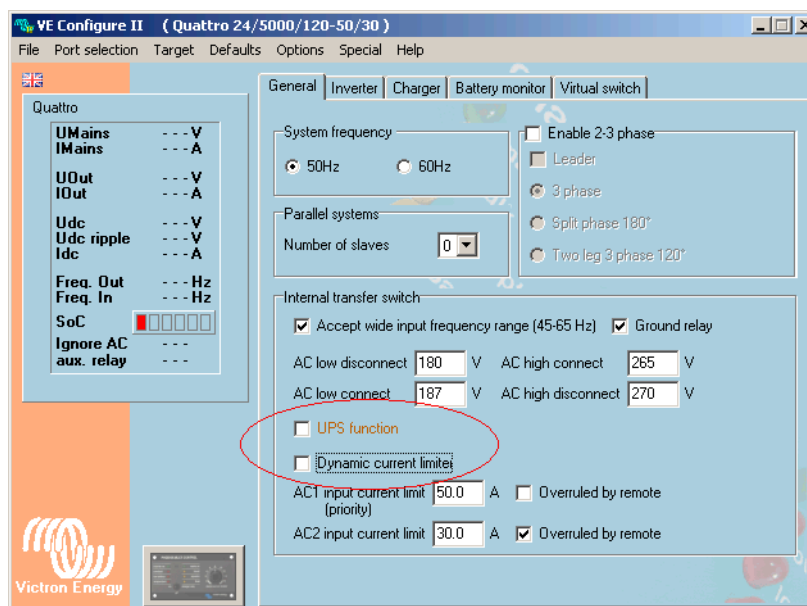 VE Configure II ( Quattro 24/5000/120-50/30 )
File Port selection Target Defaults Options Special Help
General Inverter Charger Battery monitor Virtual switch
Quattro
UMains - - - V
IMains - - - A
UOut - - - V
IOut - - - A
Udc - - - V
Udc ripple - - - V
Idc - - - A
Freq. Out - - - Hz
Freq. In - - - Hz
SoC
Ignore AC - - -
aux. relay - - -
System frequency
50Hz 60Hz
Parallel systems
Number of slaves 0
Enable 2-3 phase
Leader
3 phase
Split phase 180°
Two leg 3 phase 120°
Internal transfer switch
Accept wide input frequency range (45-65 Hz) Ground relay
AC low disconnect 180 V AC high connect 265 V
AC low connect 187 V AC high disconnect 270 V
UPS function
Dynamic current limiter
AC1 input current limit 50.0 A Overruled by remote
(priority)
AC2 input current limit 30.0 A Overruled by remote
Victron Energy